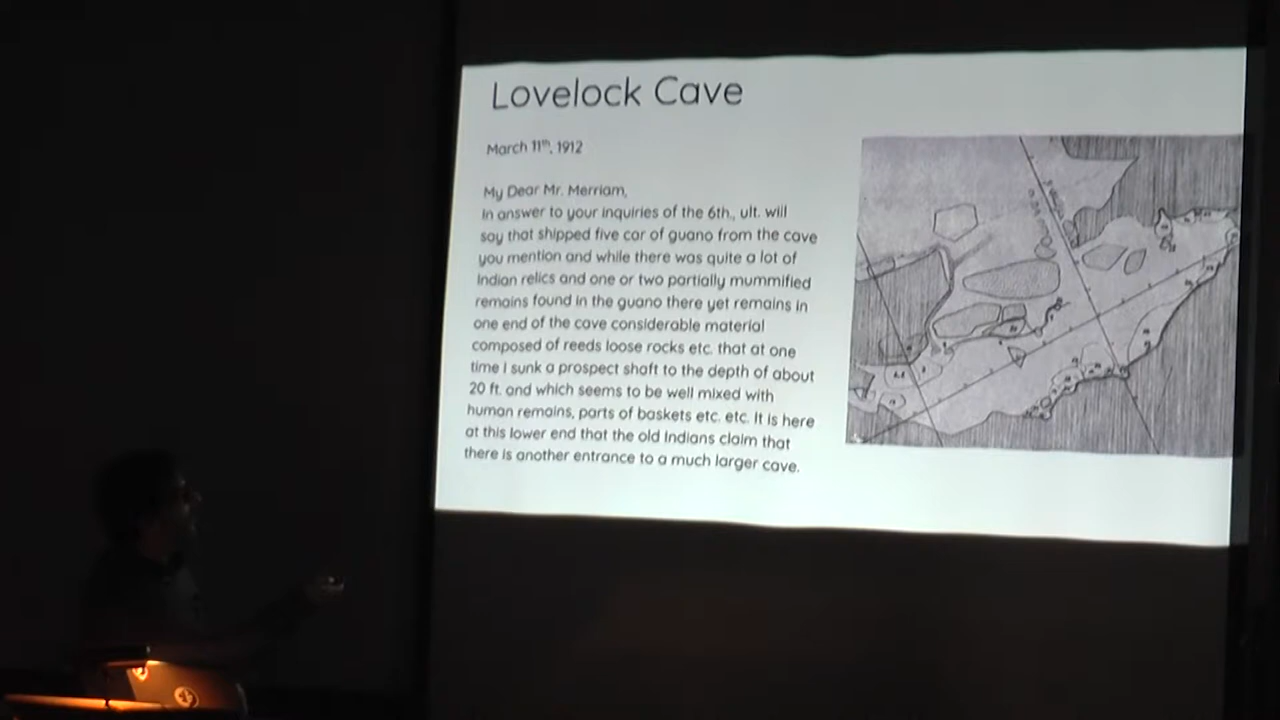 Lovelock Cave
March 11th, 1912
My Dear Mr. Merriam,
In answer to your inquiries of the 6th., ult. will
say that shipped five car of guano from the cave
you mention and while there was quite a lot of
Indian relics and one or two partially mummified
remains found in the guano there yet remains in
one end of the cave considerable material
composed of reeds loose rocks etc. that at one
time I sunk a prospect shaft to the depth of about
20 ft. and which seems to be well mixed with
human remains, parts of baskets etc. etc. It is here
at this lower end that the old Indians claim that
there is another entrance to a much larger cave.